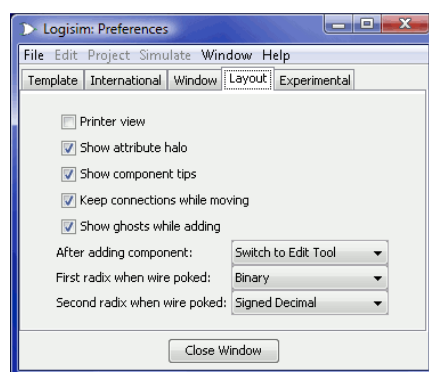 Logisim: Preferences
File Edit Project Simulate Window Help
Template International Window Layout Experimental
Printer view
Show attribute halo
Show component tips
Keep connections while moving
Show ghosts while adding
After adding component: Switch to Edit Tool
First radix when wire poked: Binary
Second radix when wire poked: Signed Decimal
Close Window